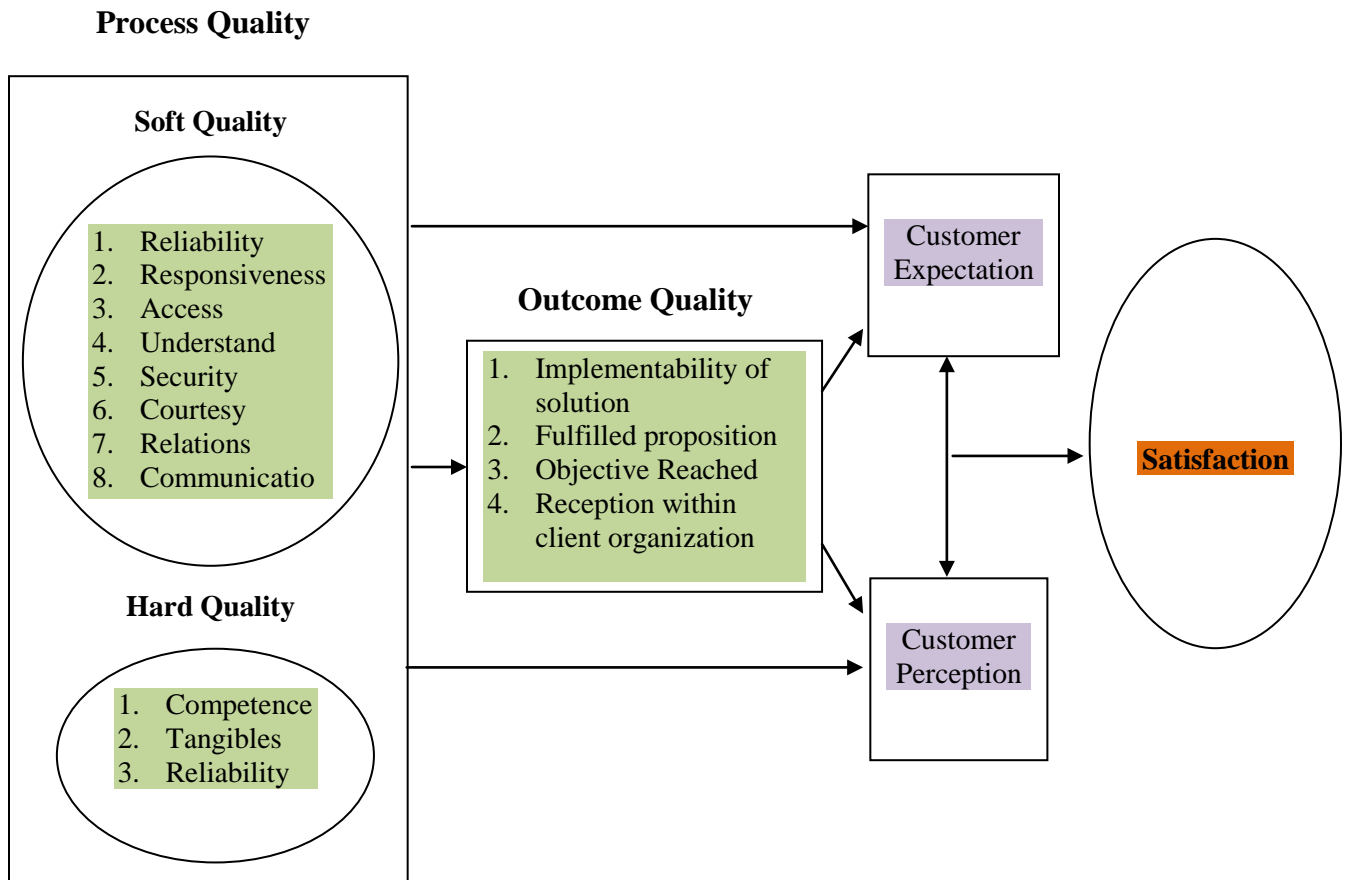 Process Quality
Soft Quality
1. Reliability
2. Responsiveness
3. Access
4. Understand
5. Security
6. Courtesy
7. Relations
8. Communicatio
Hard Quality
1. Competence
2. Tangibles
3. Reliability
Outcome Quality
1. Implementability of
solution
2. Fulfilled proposition
3. Objective Reached
4. Reception within
client organization
Customer
Expectation
Customer
Perception
Satisfaction